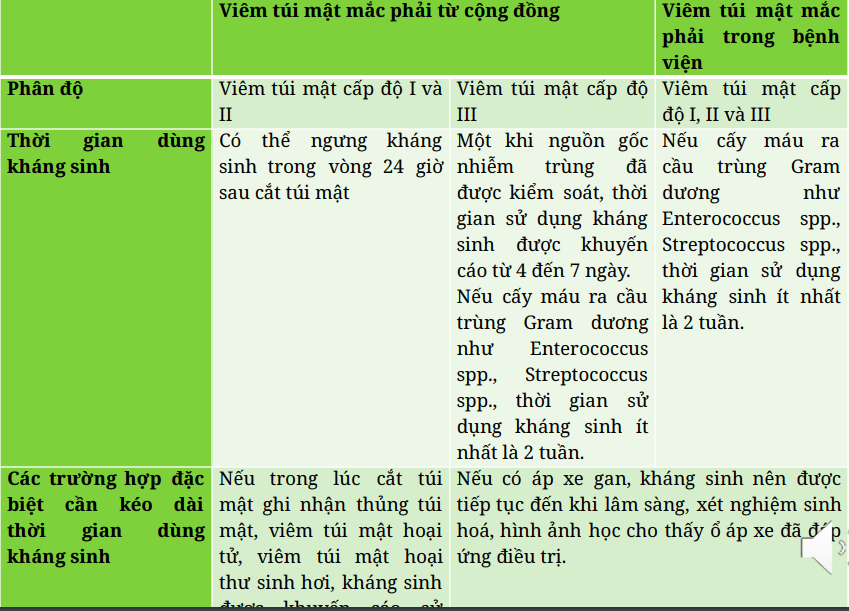 Viêm túi mật mắc phải từ cộng đồng
Viêm túi mật mắc
phải trong bệnh
viện
Phân độ
Viêm túi mật cấp độ I và
II
Viêm túi mật cấp độ
III
Viêm túi mật cấp
độ I, II và III
Thời gian dùng
kháng sinh
Có thể ngưng kháng
sinh trong vòng 24 giờ
sau cắt túi mật
Một khi nguồn gốc
nhiễm trùng đã
được kiểm soát, thời
gian sử dụng kháng
sinh được khuyến
cáo từ 4 đến 7 ngày.
Nếu cấy máu ra cầu
trùng Gram dương
như Enterococcus
spp., Streptococcus
spp., thời gian sử
dụng kháng sinh ít
nhất là 2 tuần.
Nếu cấy máu ra
cầu trùng Gram
dương như
Enterococcus spp.,
Streptococcus spp.,
thời gian sử dụng
kháng sinh ít nhất
là 2 tuần.
Các trường hợp đặc
biệt cần kéo dài
thời gian dùng
kháng sinh
Nếu trong lúc cắt túi
mật ghi nhận thủng túi
mật, viêm túi mật hoại
tử, viêm túi mật hoại
thư sinh hơi, kháng sinh
được khuyến cáo sử
Nếu có áp xe gan, kháng sinh nên được
tiếp tục đến khi lâm sàng, xét nghiệm sinh
hoá, hình ảnh học cho thấy ổ áp xe đã đáp
ứng điều trị.